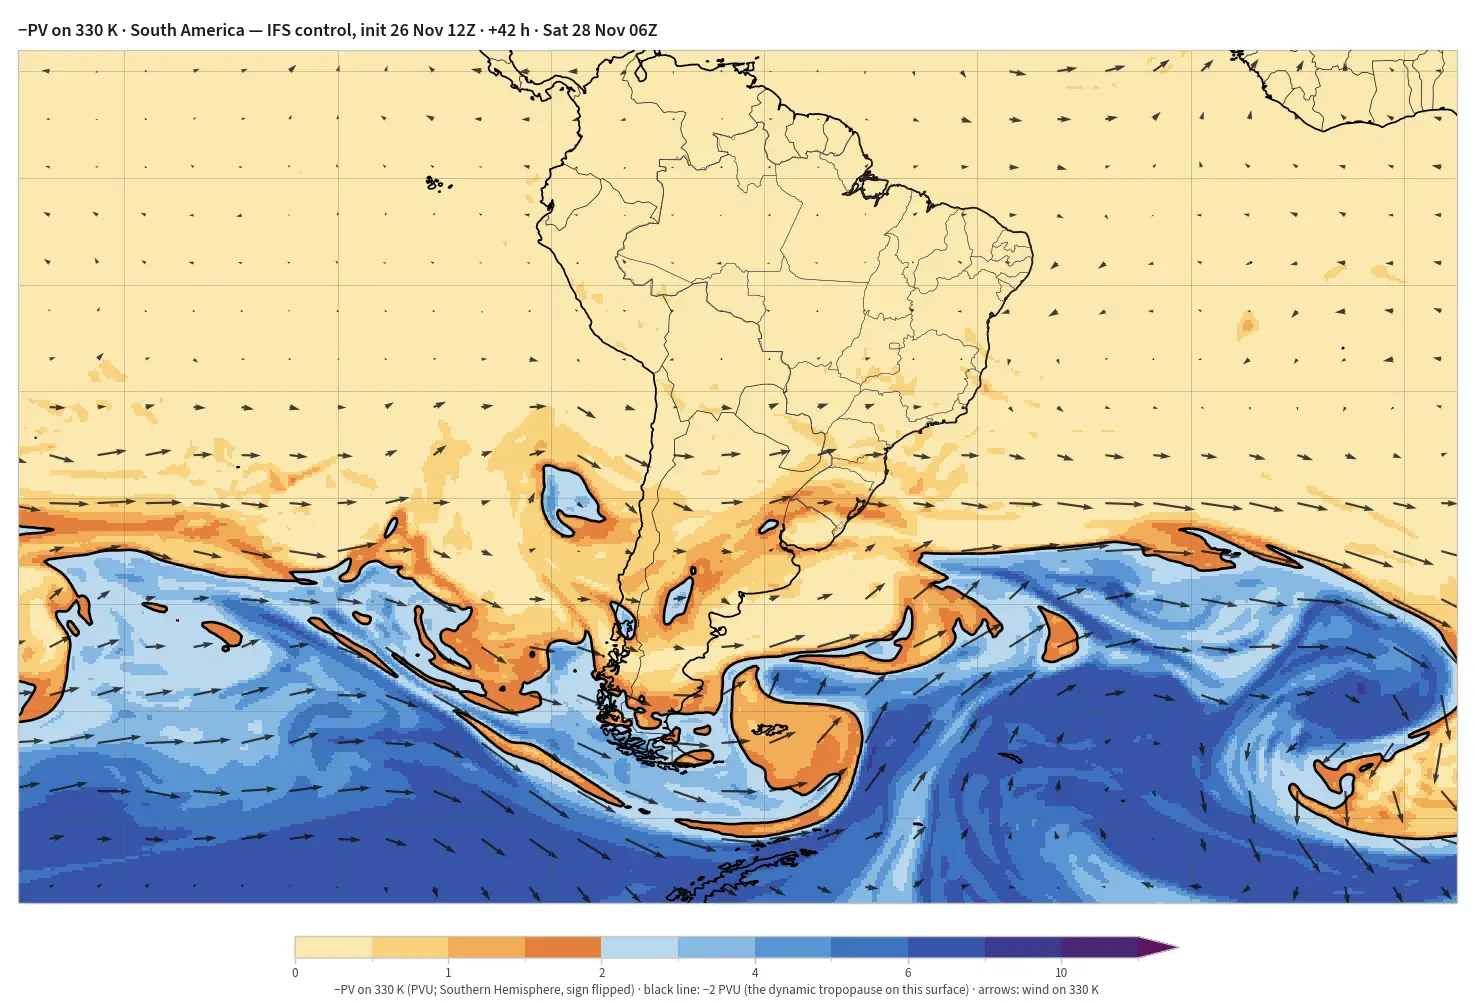 −PV on 330 K · South America — IFS control, init 26 Nov 12Z · +42 h · Sat 28 Nov 06Z
0 1 2 4 6 10
−PV on 330 K (PVU; Southern Hemisphere, sign flipped) · black line: −2 PVU (the dynamic tropopause on this surface) · arrows: wind on 330 K